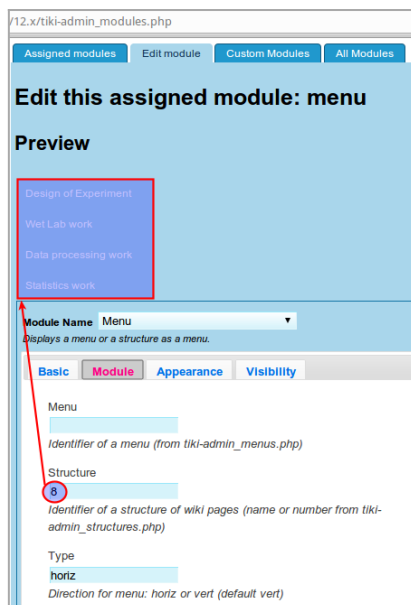 /12.x/tiki-admin_modules.php
Assigned modules Edit module Custom Modules All Modules
Edit this assigned module: menu
Preview
Design of Experiment
Wet Lab work
Data processing work
Statistics work
Module Name Menu
Displays a menu or a structure as a menu.
Basic Module Appearance Visibility
Menu
Identifier of a menu (from tiki-admin_menus.php)
Structure
8
Identifier of a structure of wiki pages (name or number from tiki-
admin_structures.php)
Type
horiz
Direction for menu: horiz or vert (default vert)